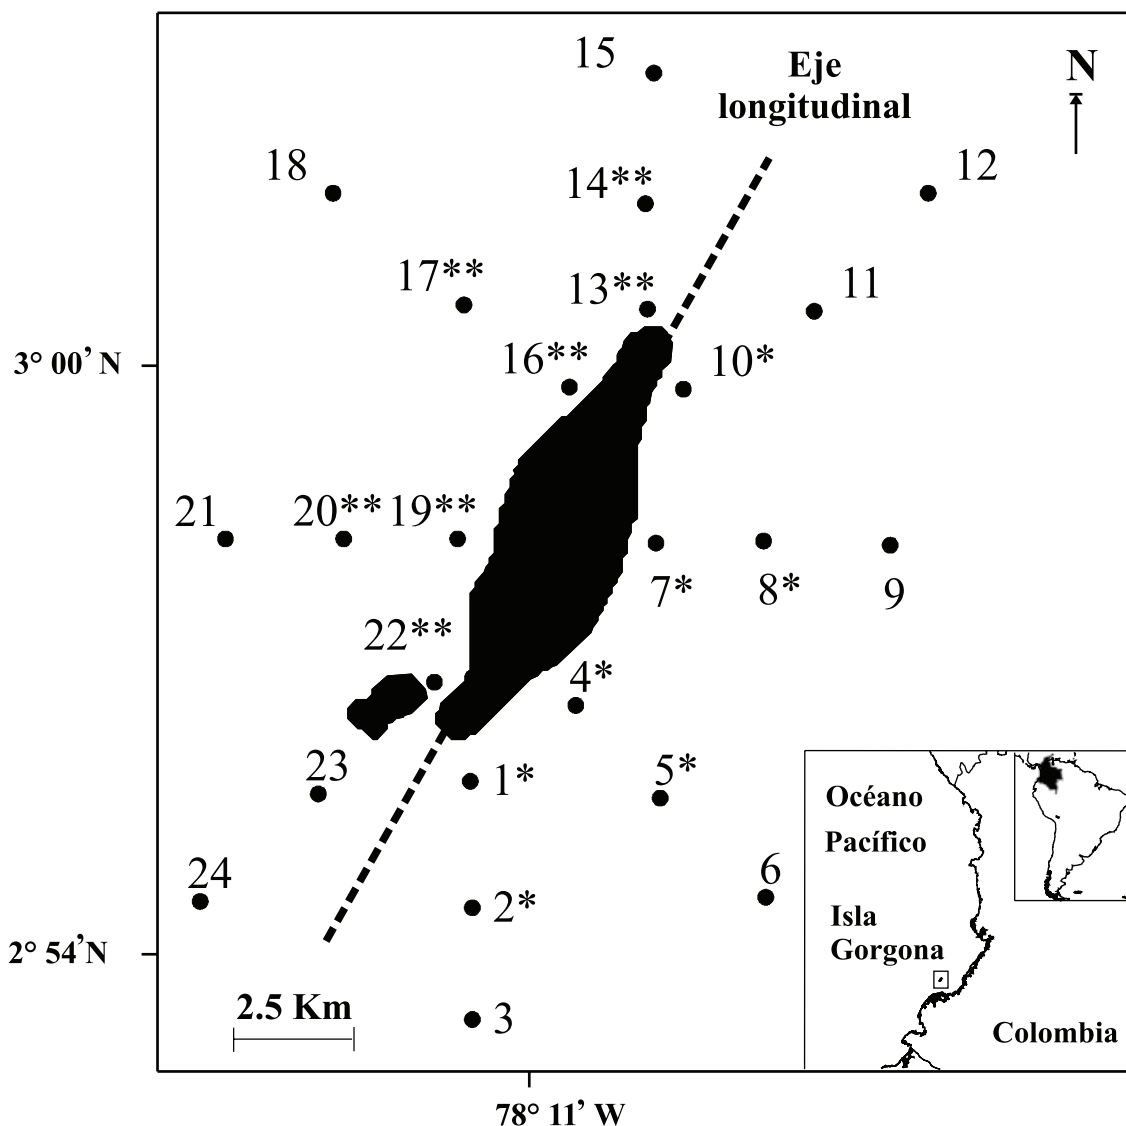 15
Eje
longitudinal
N
18
14**
12
17**
13**
11
3° 00’ N
16**
10*
21
20**
19**
7*
8*
9
22**
4*
23
1*
5*
Océano
Pacífico
24
2*
6
Isla
Gorgona
2° 54’N
2.5 Km
3
Colombia
78° 11’ W